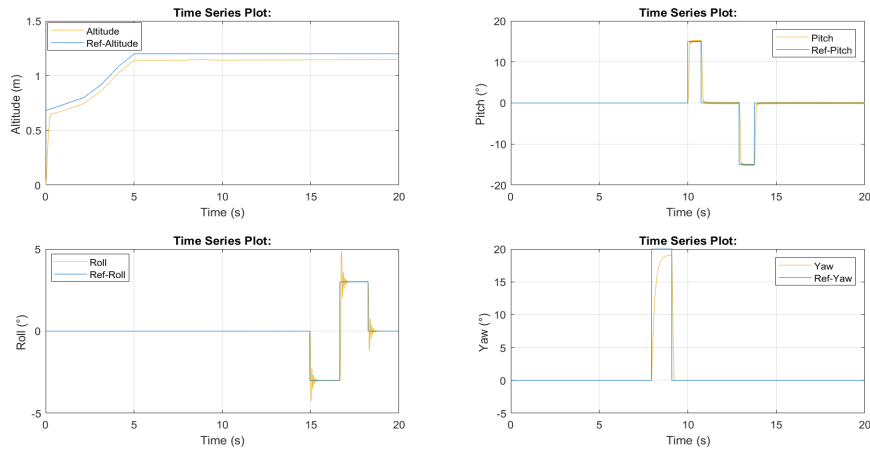 Time Series Plot:
Altitude
Ref-Altitude
Altitude (m)
1.5
1
0.5
0
0
5
10
15
20
Time (s)
Time Series Plot:
Pitch
Ref-Pitch
Pitch (°)
20
10
0
-10
-20
0
5
10
15
20
Time (s)
Time Series Plot:
Roll
Ref-Roll
Roll (°)
5
0
-5
0
5
10
15
20
Time (s)
Time Series Plot:
Yaw
Ref-Yaw
Yaw (°)
20
15
10
5
0
-5
0
5
10
15
20
Time (s)